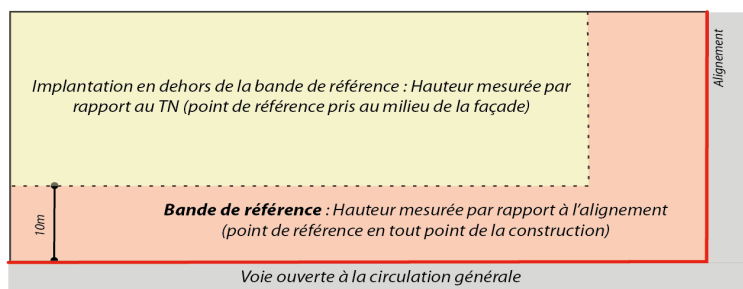 Alignement
Implantation en dehors de la bande de référence : Hauteur mesurée par
rapport au TN (point de référence pris au milieu de la façade)
10m
Bande de référence : Hauteur mesurée par rapport à l’alignement
(point de référence en tout point de la construction)
Voie ouverte à la circulation générale